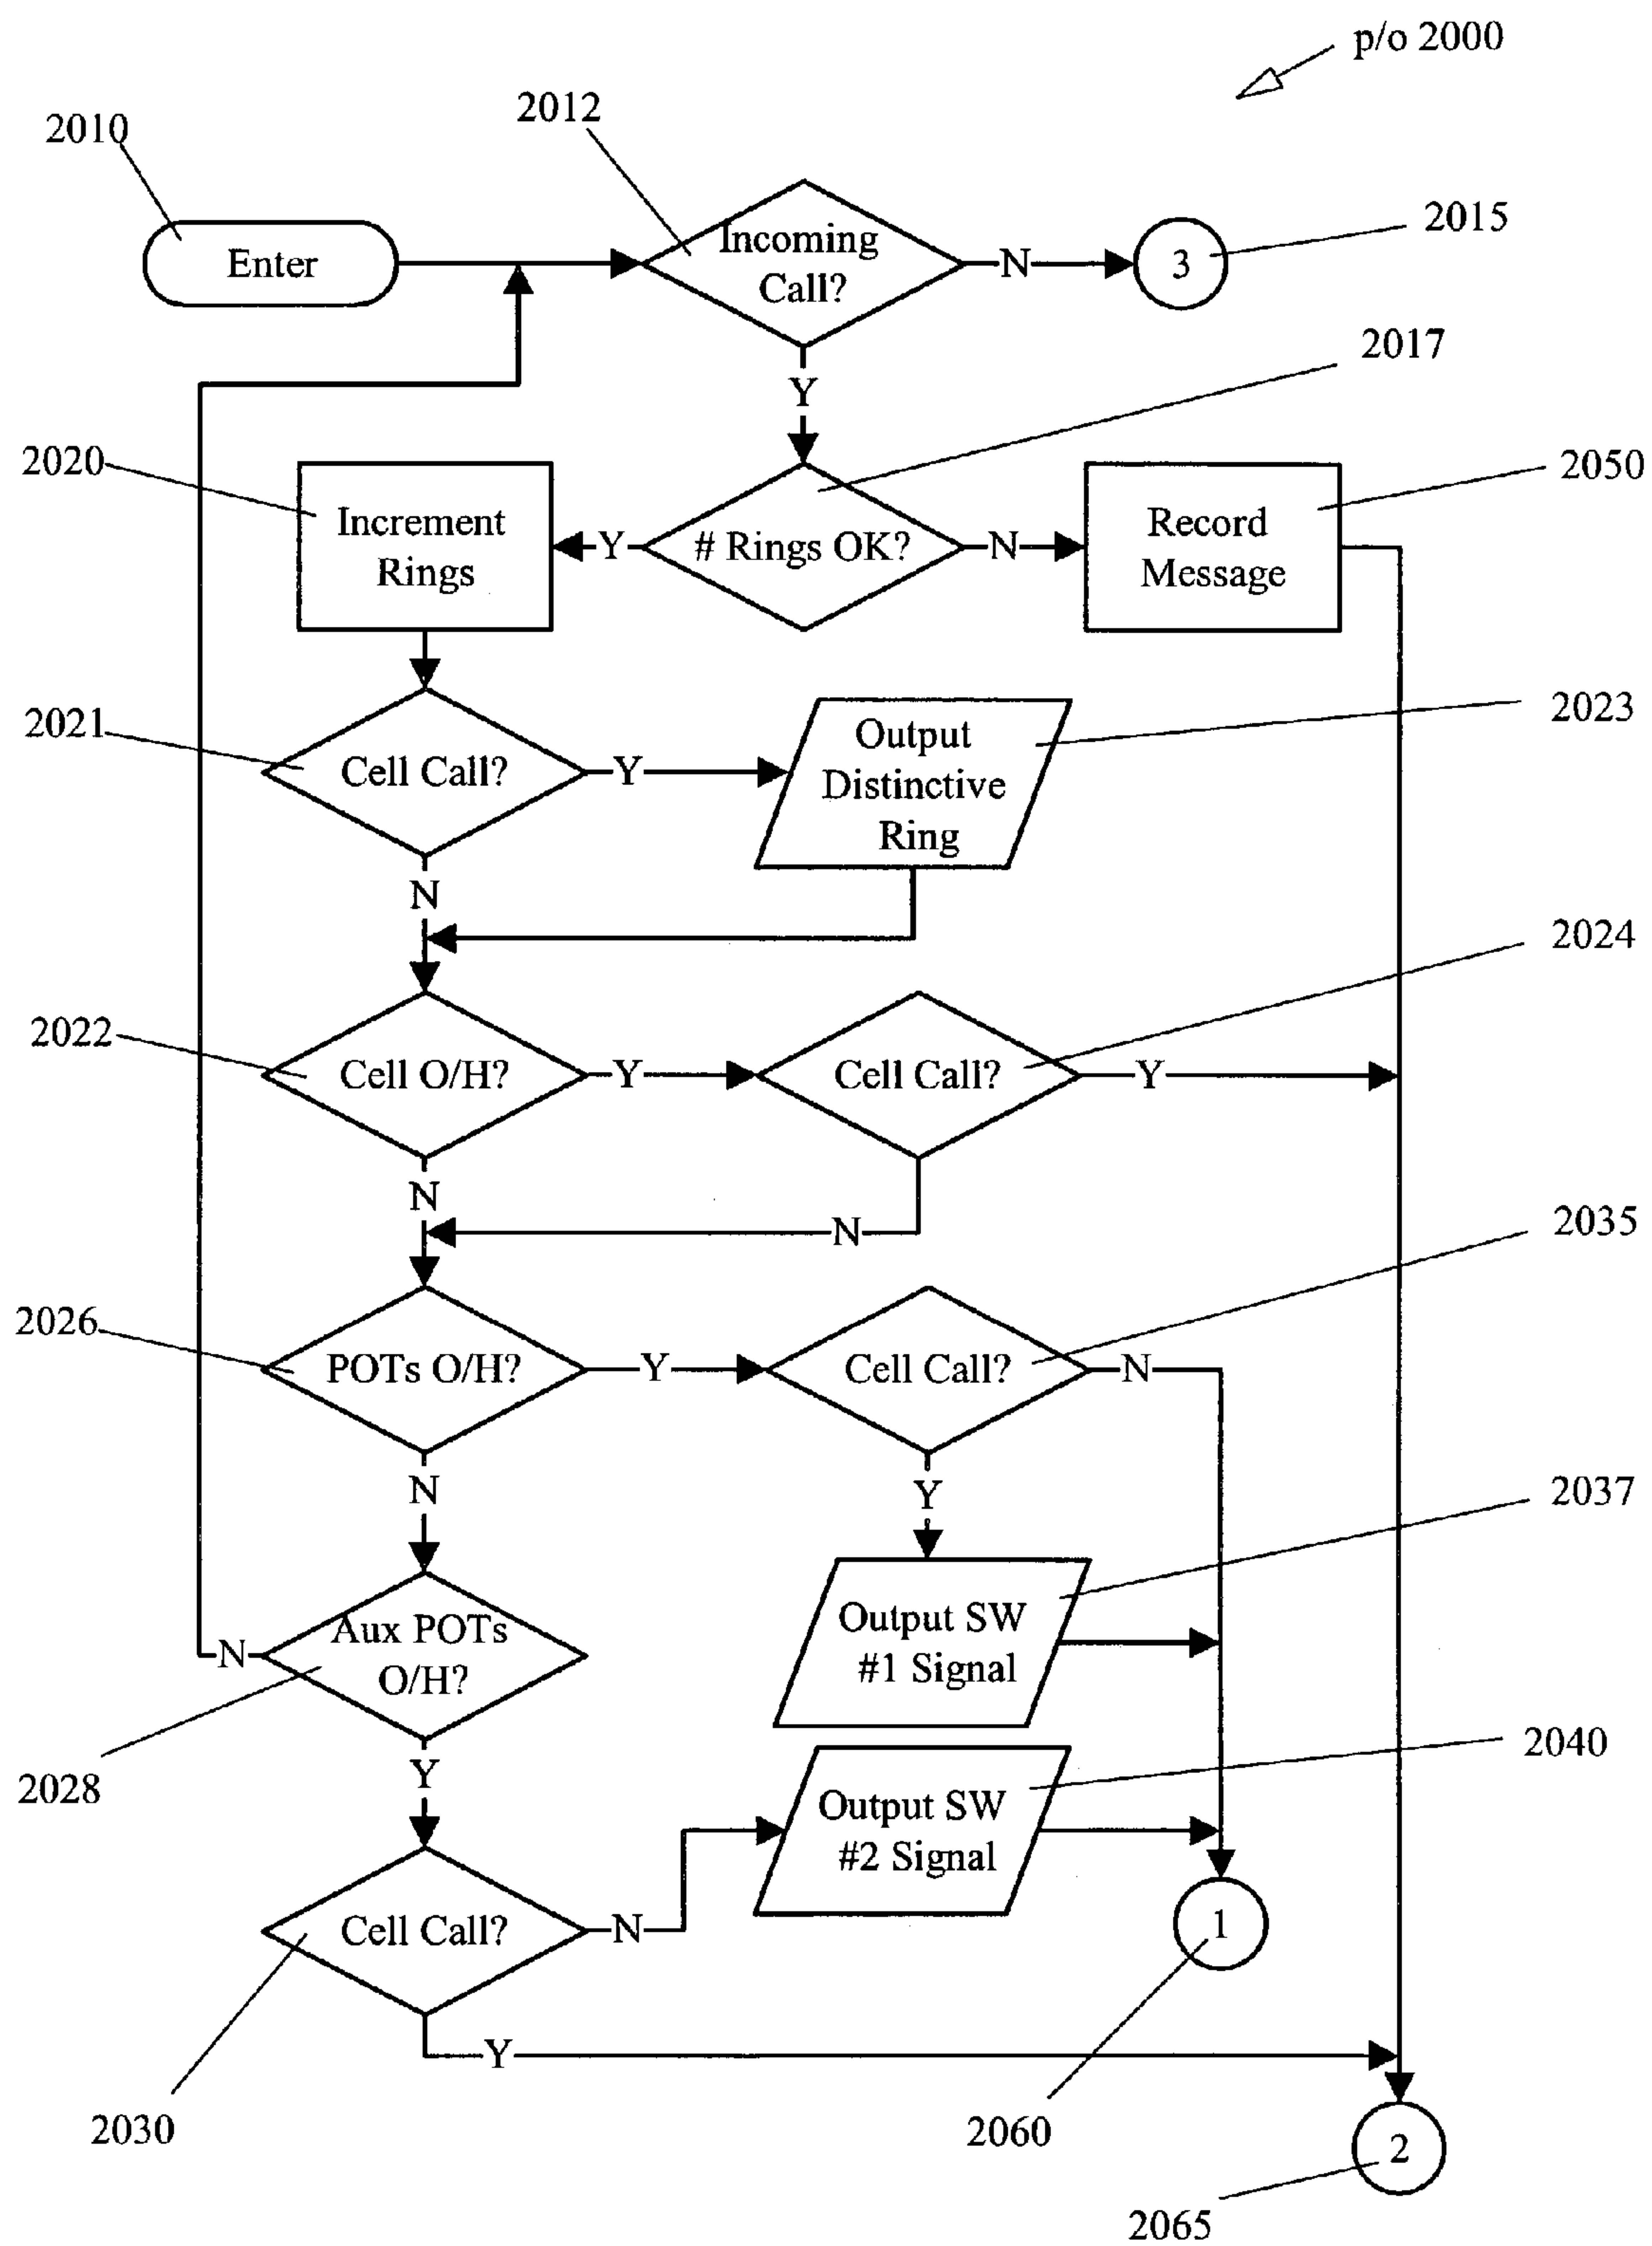 p/o 2000
2012
2010
2015
Incoming
Call?
Enter
N
3
2017
Y
2020
2050
Increment
Rings
Y
# Rings OK?
N
Record
Message
2021
2023
Cell Call?
Y
Output
Distinctive
Ring
N
2024
2022
Cell O/H?
Y
Cell Call?
Y
N
N
2035
2026
POTs O/H?
Y
Cell Call?
N
N
Y
2037
Aux POTs
O/H?
N
Output SW
#1 Signal
2028
Y
2040
Output SW
#2 Signal
Cell Call?
N
1
Y
2030
2060
2
2065